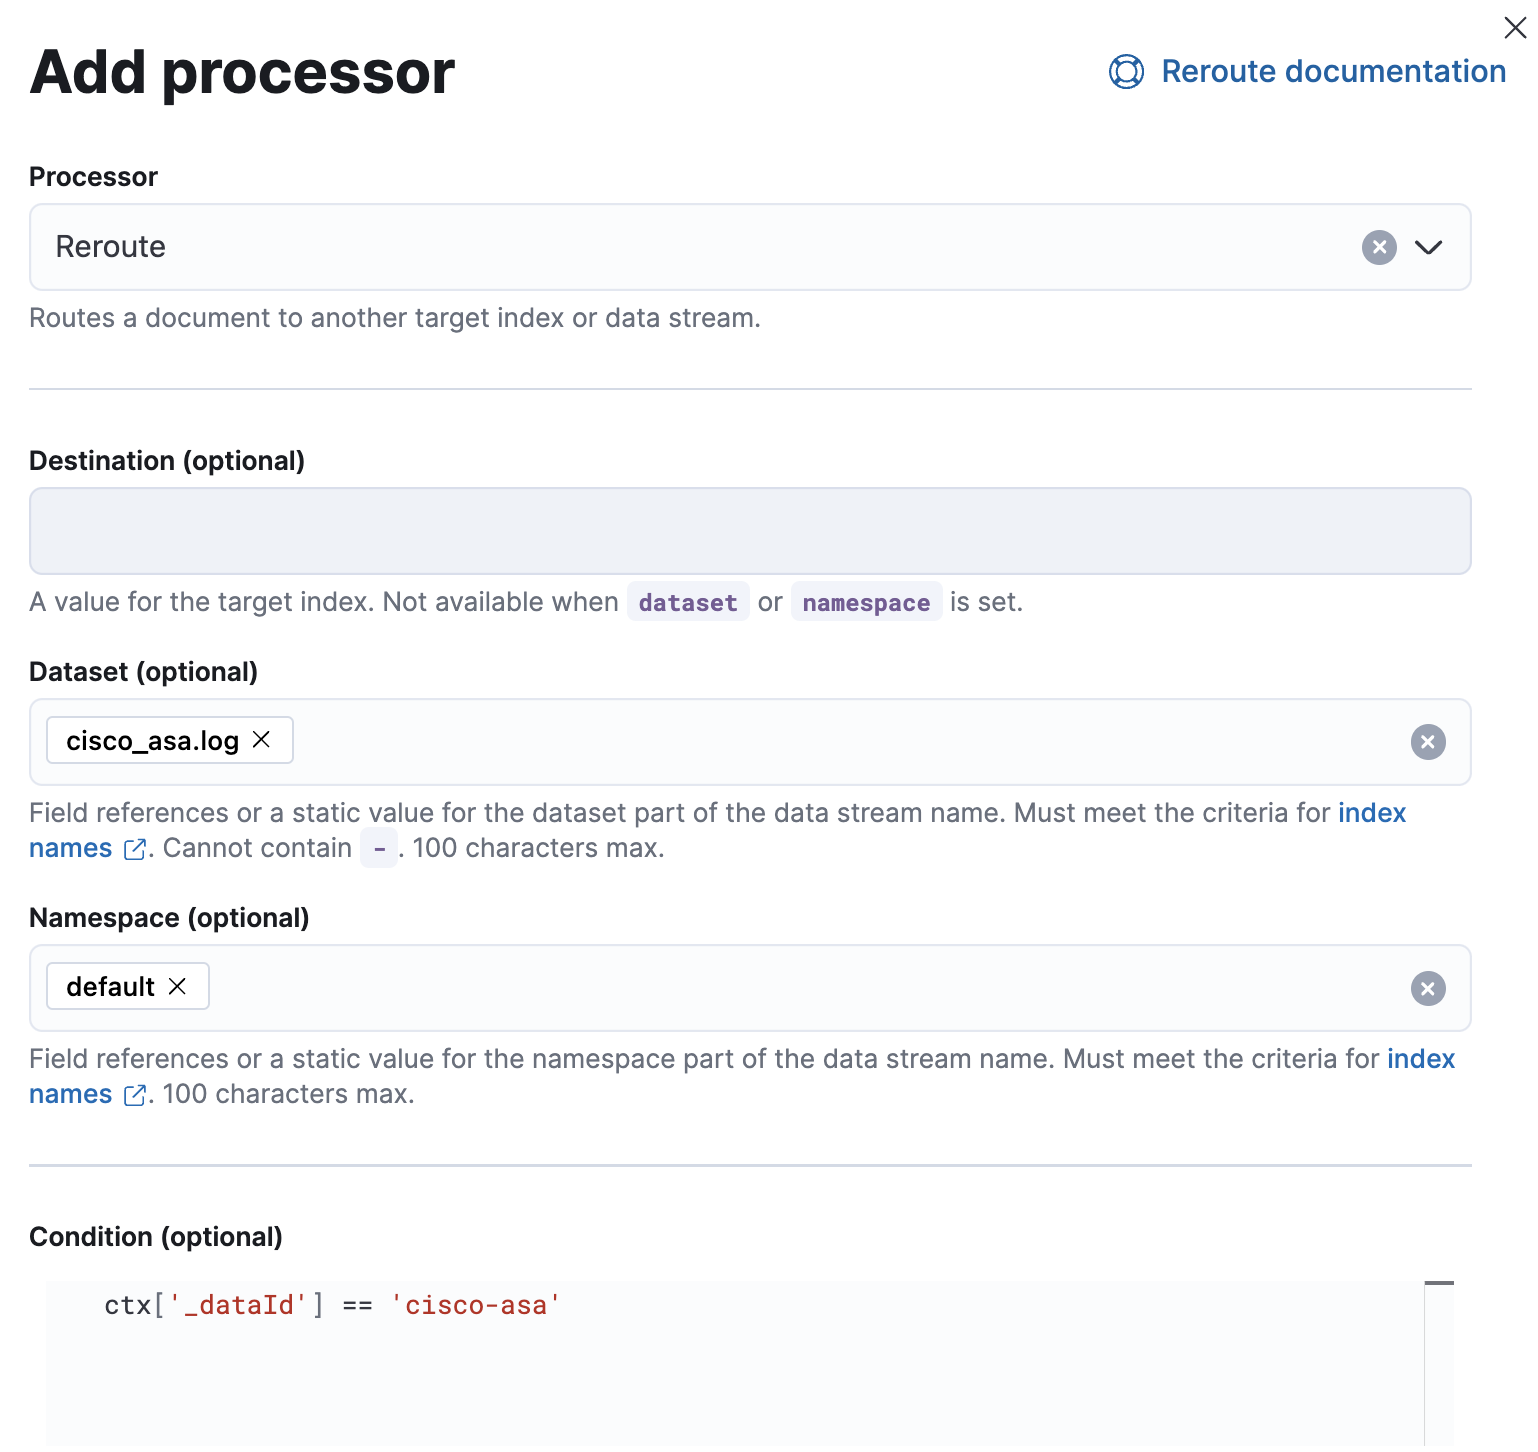 Add processor
Reroute documentation
Processor
Reroute
Routes a document to another target index or data stream.
Destination (optional)
A value for the target index. Not available when dataset or namespace is set.
Dataset (optional)
cisco_asa.log
Field references or a static value for the dataset part of the data stream name. Must meet the criteria for index
names. Cannot contain -. 100 characters max.
Namespace (optional)
default
Field references or a static value for the namespace part of the data stream name. Must meet the criteria for index
names. 100 characters max.
Condition (optional)
ctx['_dataId'] == 'cisco-asa'